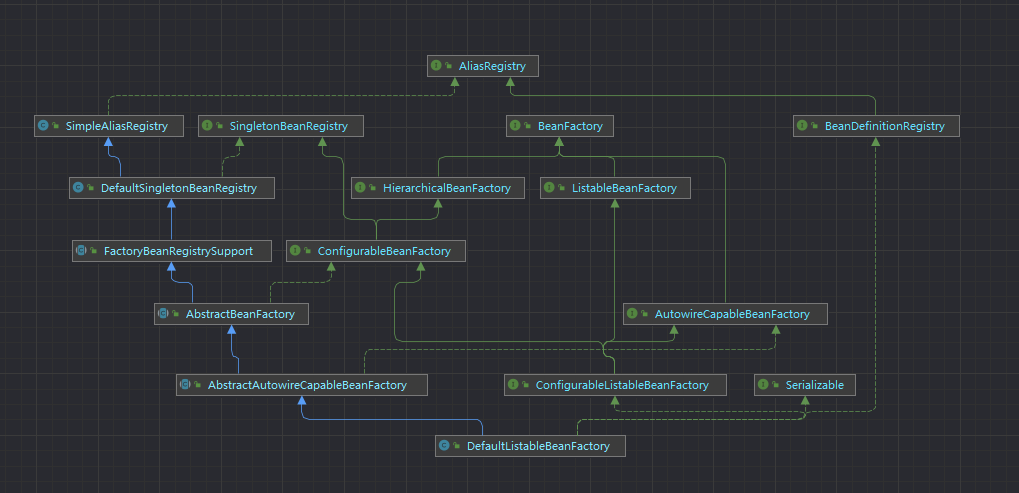 AliasRegistry
SimpleAliasRegistry
SingletonBeanRegistry
BeanFactory
BeanDefinitionRegistry
DefaultSingletonBeanRegistry
HierarchicalBeanFactory
ListableBeanFactory
FactoryBeanRegistrySupport
ConfigurableBeanFactory
AbstractBeanFactory
AutowireCapableBeanFactory
AbstractAutowireCapableBeanFactory
ConfigurableListableBeanFactory
Serializable
DefaultListableBeanFactory